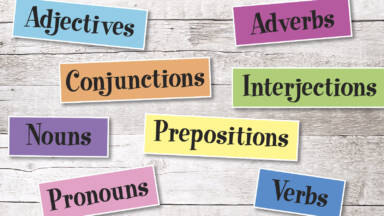 Adjectives
Adverbs
Conjunctions
Interjections
Nouns
Prepositions
Pronouns
Verbs